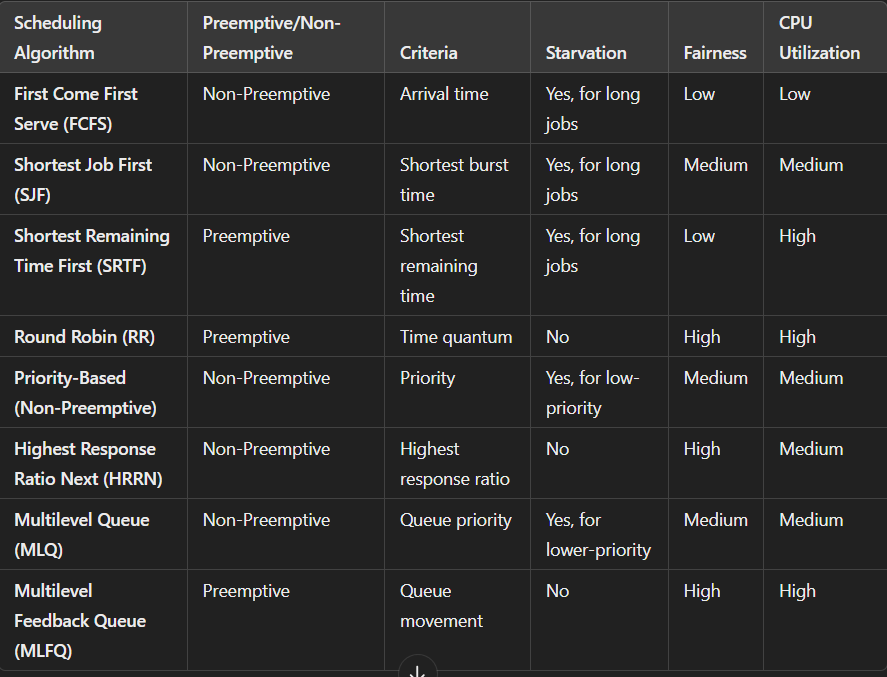 Scheduling Algorithm | Preemptive/Non-Preemptive | Criteria | Starvation | Fairness | CPU Utilization
First Come First Serve (FCFS) | Non-Preemptive | Arrival time | Yes, for long jobs | Low | Low
Shortest Job First (SJF) | Non-Preemptive | Shortest burst time | Yes, for long jobs | Medium | Medium
Shortest Remaining Time First (SRTF) | Preemptive | Shortest remaining time | Yes, for long jobs | Low | High
Round Robin (RR) | Preemptive | Time quantum | No | High | High
Priority-Based (Non-Preemptive) | Non-Preemptive | Priority | Yes, for low-priority | Medium | Medium
Highest Response Ratio Next (HRRN) | Non-Preemptive | Highest response ratio | No | High | Medium
Multilevel Queue (MLQ) | Non-Preemptive | Queue priority | Yes, for lower-priority | Medium | Medium
Multilevel Feedback Queue (MLFQ) | Preemptive | Queue movement | No | High | High